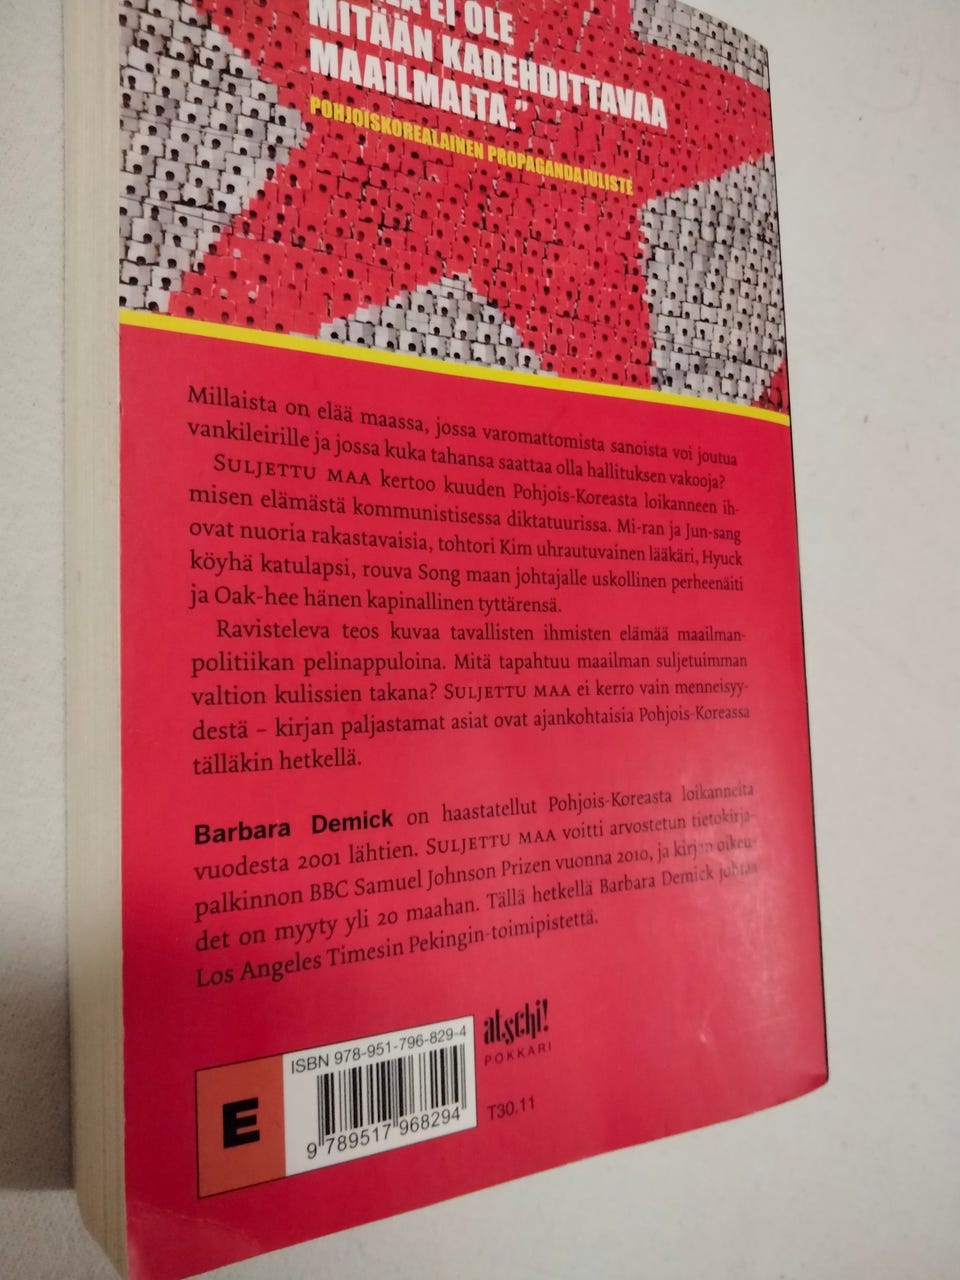 EI OLE
MITÄÄN KADEHDITTAVAA
MAAILMALTA.”
POHJOISKOREALAINEN PROPAGANDAJULISTE
Millaista on elää maassa, jossa varomattomista sanoista voi joutua
vankileirille ja jossa kuka tahansa saattaa olla hallituksen vakooja?
SULJETTU MAA kertoo kuuden Pohjois-Koreasta loikanneen ih-
misen elämästä kommunistisessa diktatuurissa. Mi-ran ja Jun-sang
ovat nuoria rakastavaisia, tohtori Kim uhrautuvainen lääkäri, Hyuck
köyhä katulapsi, rouva Song maan johtajalle uskollinen perheenäiti
ja Oak-hee hänen kapinallinen tyttärensä.
Ravisteleva teos kuvaa tavallisten ihmisten elämää maailman-
politiikan pelinappuloina. Mitä tapahtuu maailman suljetuimman
valtion kulissien takana? SULJETTU MAA ei kerro vain menneisyy-
destä – kirjan paljastamat asiat ovat ajankohtaisia Pohjois-Koreassa
tälläkin hetkellä.
Barbara Demick on haastatellut Pohjois-Koreasta loikanneita
vuodesta 2001 lähtien. SULJETTU MAA voitti arvostetun tietokirja-
palkinnon BBC Samuel Johnson Prizen vuonna 2010, ja kirjan oikeu-
det on myyty yli 20 maahan. Tällä hetkellä Barbara Demick johtaa
Los Angeles Timesin Pekingin-toimipistettä.
ISBN 978-951-796-829-4
E
9 789517 968294
atschi!
POKKARI
T30.11